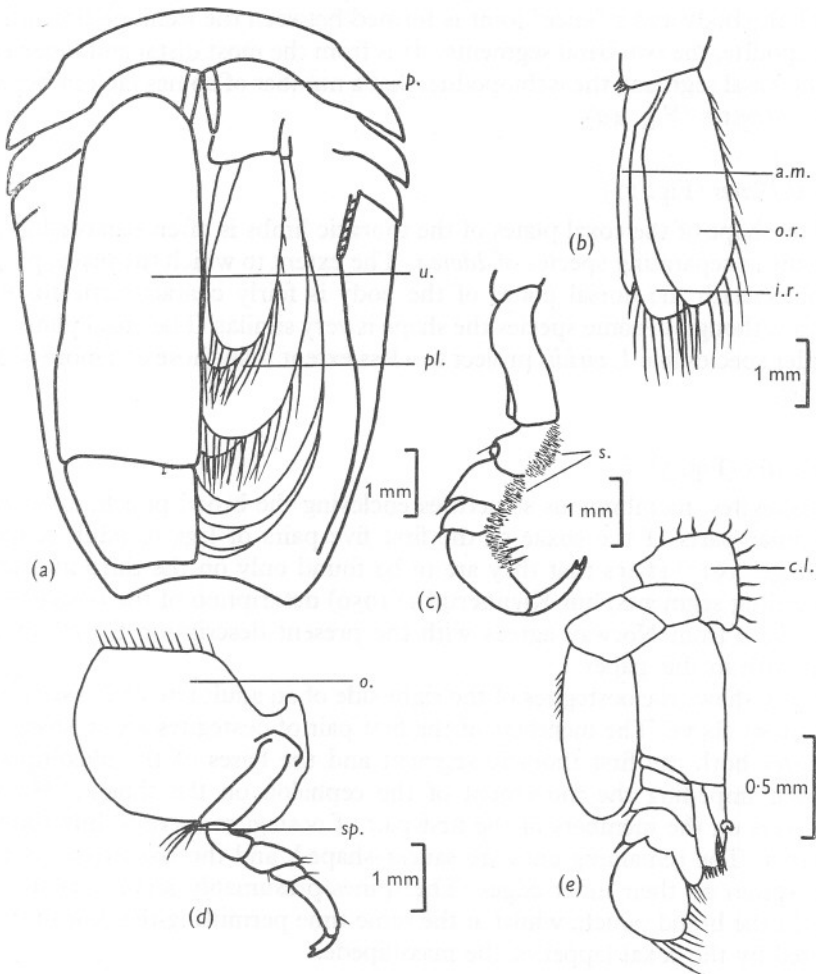 p.
a.m.
o.r.
(b)
i.r.
u.
pl.
1 mm
s.
1 mm
1 mm
(a)
(c)
c.l.
o.
0·5 mm
sp.
1 mm
(d)
(e)